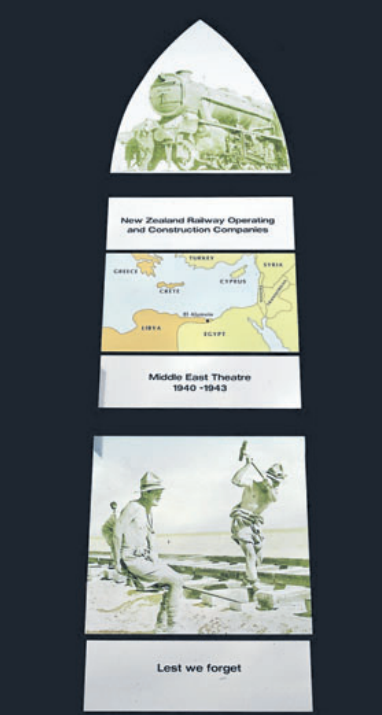 New Zealand Railway Operating
and Construction Companies
TURKEY
GREECE
SYRIA
CYPRUS
CRETE
El Alamein
LIBYA
EGYPT
Middle East Theatre
1940 -1943
Lest we forget